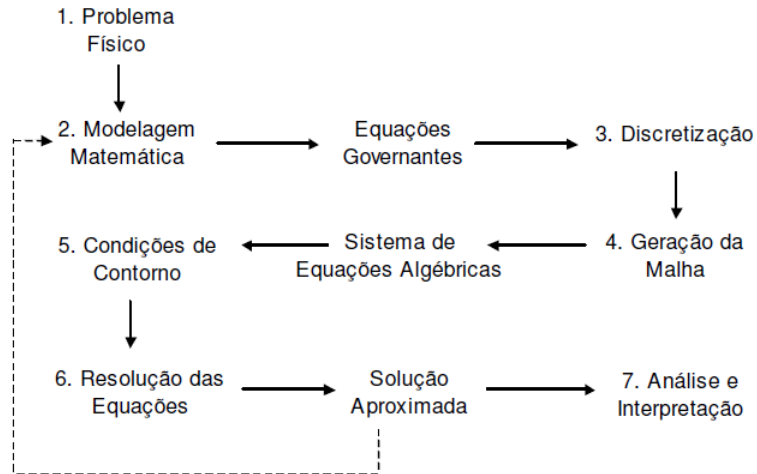 1. Problema
Físico
2. Modelagem
Matemática
Equações
Governantes
3. Discretização
4. Geração da
Malha
Sistema de
Equações Algébricas
5. Condições de
Contorno
6. Resolução das
Equações
Solução
Aproximada
7. Análise e
Interpretação